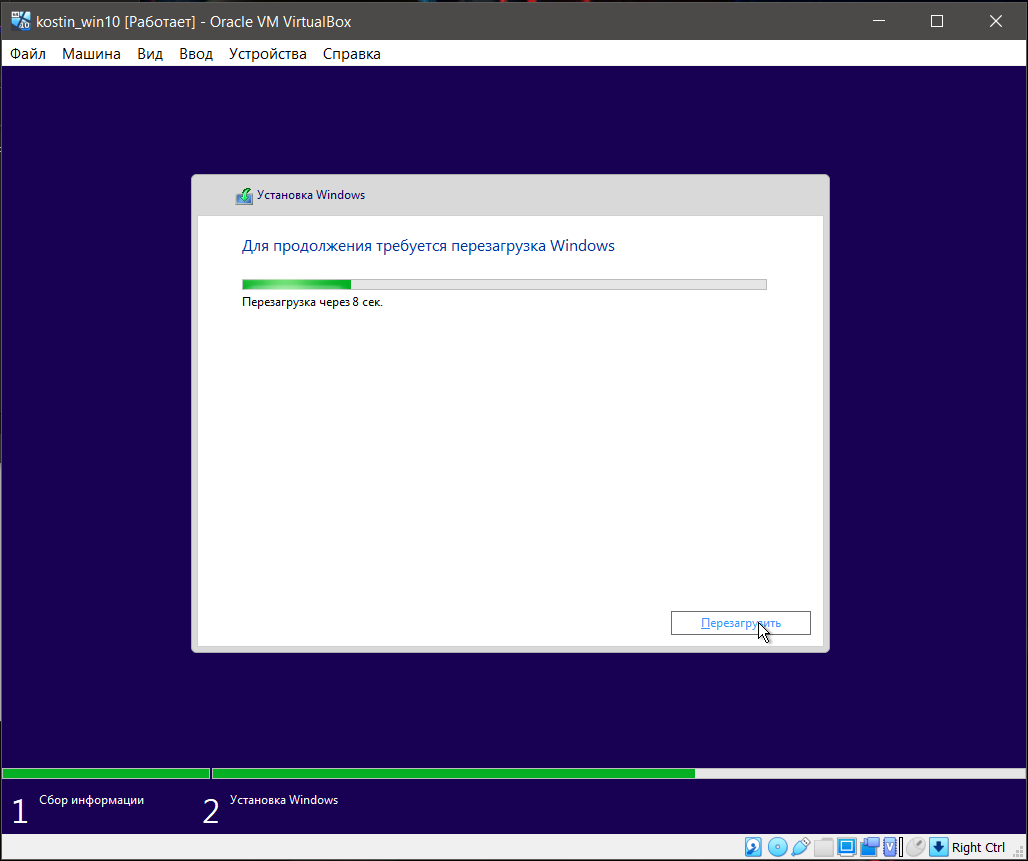 kostin_win10 [Работает] - Oracle VM VirtualBox
Файл Машина Вид Ввод Устройства Справка
Установка Windows
Для продолжения требуется перезагрузка Windows
Перезагрузка через 8 сек.
Перезагрузить
1 Сбор информации 2 Установка Windows
Right Ctrl